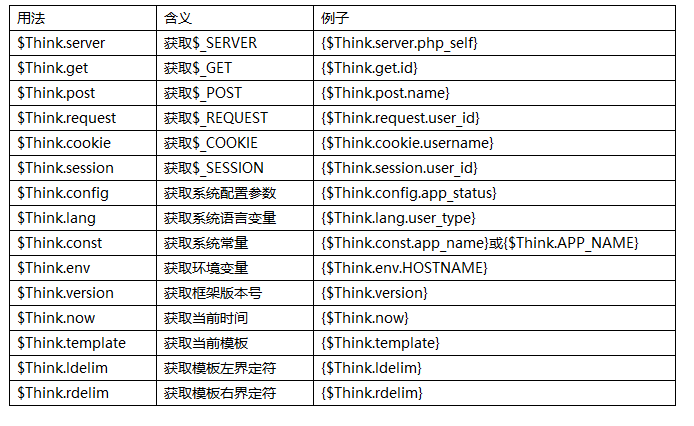 用法 含义 例子
$Think.server 获取$_SERVER {$Think.server.php_self}
$Think.get 获取$_GET {$Think.get.id}
$Think.post 获取$_POST {$Think.post.name}
$Think.request 获取$_REQUEST {$Think.request.user_id}
$Think.cookie 获取$_COOKIE {$Think.cookie.username}
$Think.session 获取$_SESSION {$Think.session.user_id}
$Think.config 获取系统配置参数 {$Think.config.app_status}
$Think.lang 获取系统语言变量 {$Think.lang.user_type}
$Think.const 获取系统常量 {$Think.const.app_name}或{$Think.APP_NAME}
$Think.env 获取环境变量 {$Think.env.HOSTNAME}
$Think.version 获取框架版本号 {$Think.version}
$Think.now 获取当前时间 {$Think.now}
$Think.template 获取当前模板 {$Think.template}
$Think.ldelim 获取模板左界定符 {$Think.ldelim}
$Think.rdelim 获取模板右界定符 {$Think.rdelim}